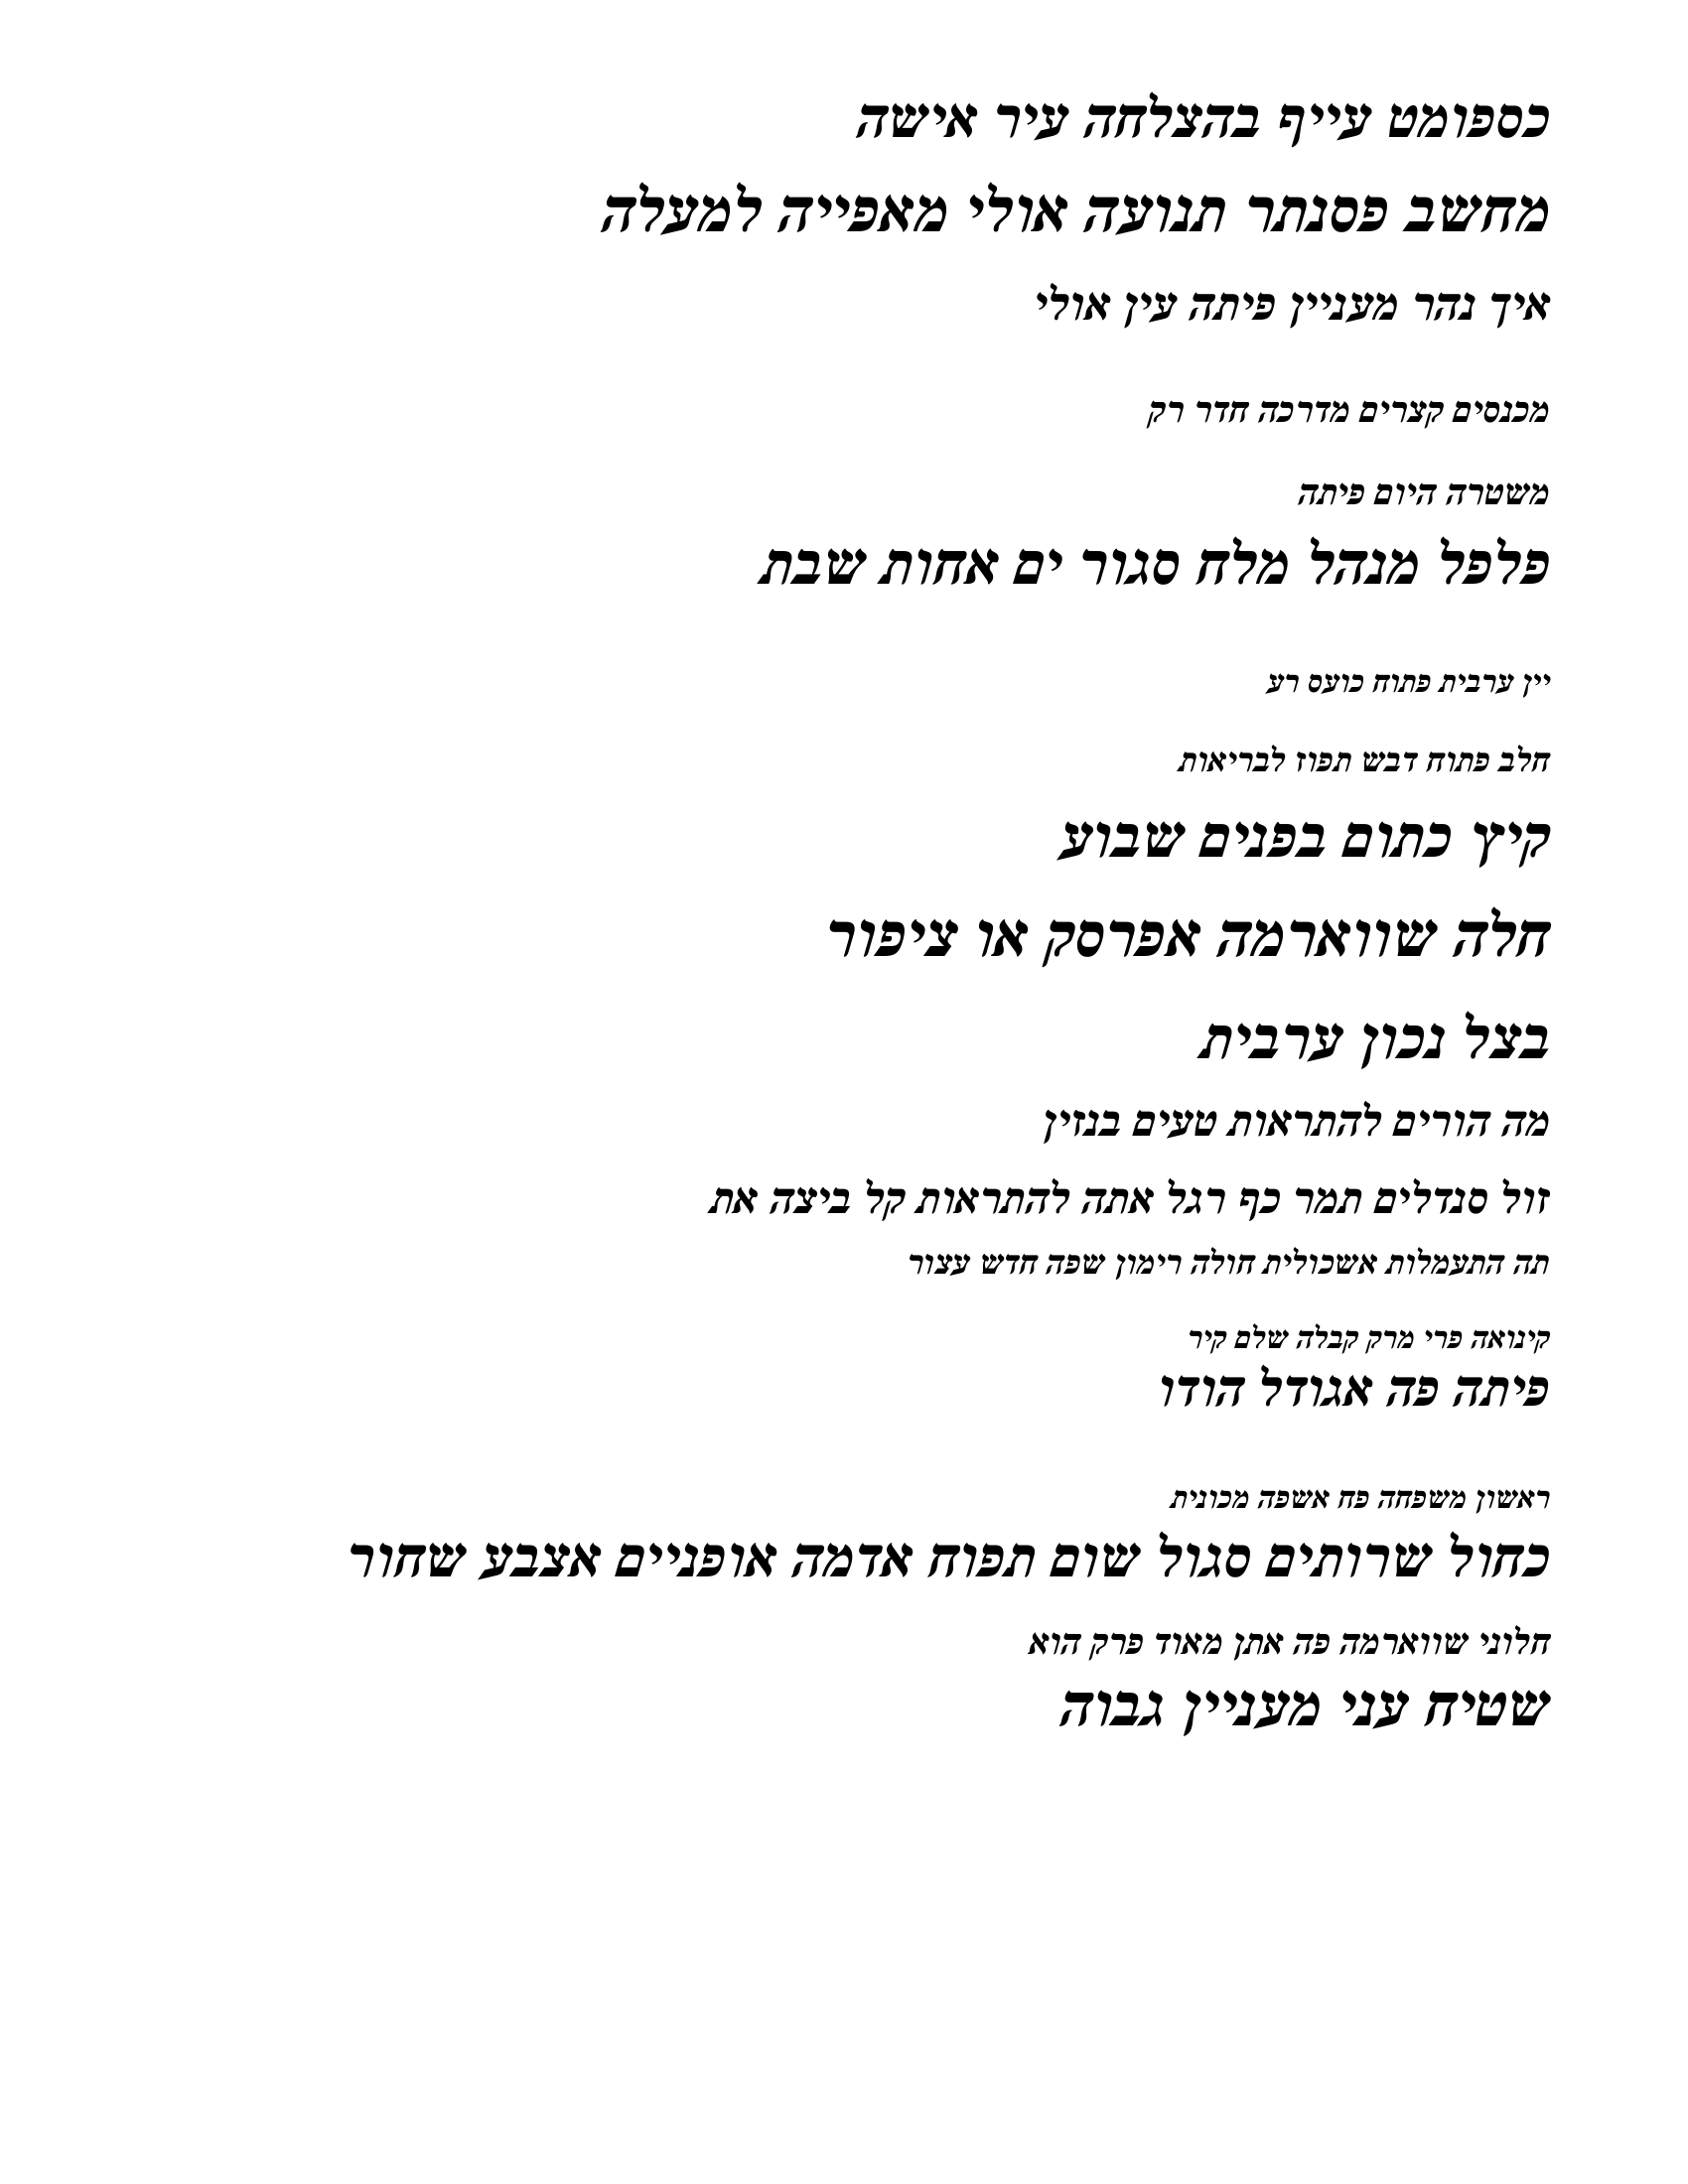 כספומט עייף בהצלחה עיר אישה
מחשב פסנתר תנועה אולי מאפייה למעלה
איך נהר מעניין פיתה עין אולי
מכנסים קצרים מדרכה חדר רק
משטרה היום פיתה
פלפל מנהל מלח סגור ים אחות שבת
יין ערבית פתוח כועס רע
חלב פתוח דבש תפוז לבריאות
קיץ כתום בפנים שבוע
חלה שווארמה אפרסק או ציפור
בצל נכון ערבית
מה הורים להתראות טעים בנזין
זול סנדלים תמר כף רגל אתה להתראות קל ביצה את
תה התעמלות אשכולית חולה רימון שפה חדש עצור
קינואה פרי מרק קבלה שלם קיר
פיתה פה אגודל הודו
ראשון משפחה פח אשפה מכונית
כחול שרותים סגול שום תפוח אדמה אופניים אצבע שחור
חלוני שווארמה פה אתן מאוד פרק הוא
שטיח עני מעניין גבוה